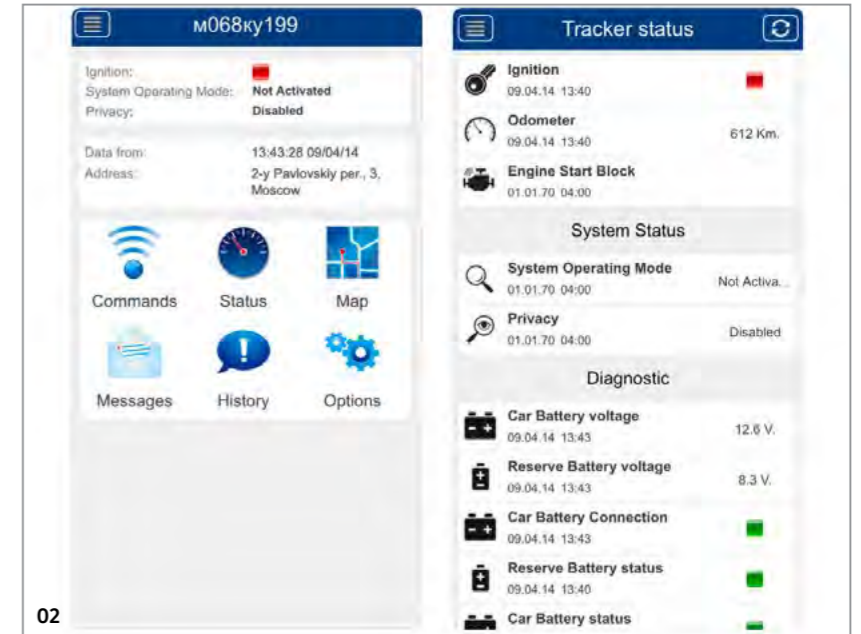 м068ку199
Ignition:
System Operating Mode: Not Activated
Privacy: Disabled
Data from: 13:43:28 09/04/14
Address: 2-y Pavlovskiy per., 3,
Moscow
Commands Status Map
Messages History Options
Tracker status
Ignition
09.04.14 13:40
Odometer
09.04.14 13:40
612 Km.
Engine Start Block
01.01.70 04:00
System Status
System Operating Mode
01.01.70 04:00
Not Activa...
Privacy
01.01.70 04:00
Disabled
Diagnostic
Car Battery voltage
09.04.14 13:43
12.6 V.
Reserve Battery voltage
09.04.14 13:43
8.3 V.
Car Battery Connection
09.04.14 13:43
Reserve Battery status
09.04.14 13:40
Car Battery status
02